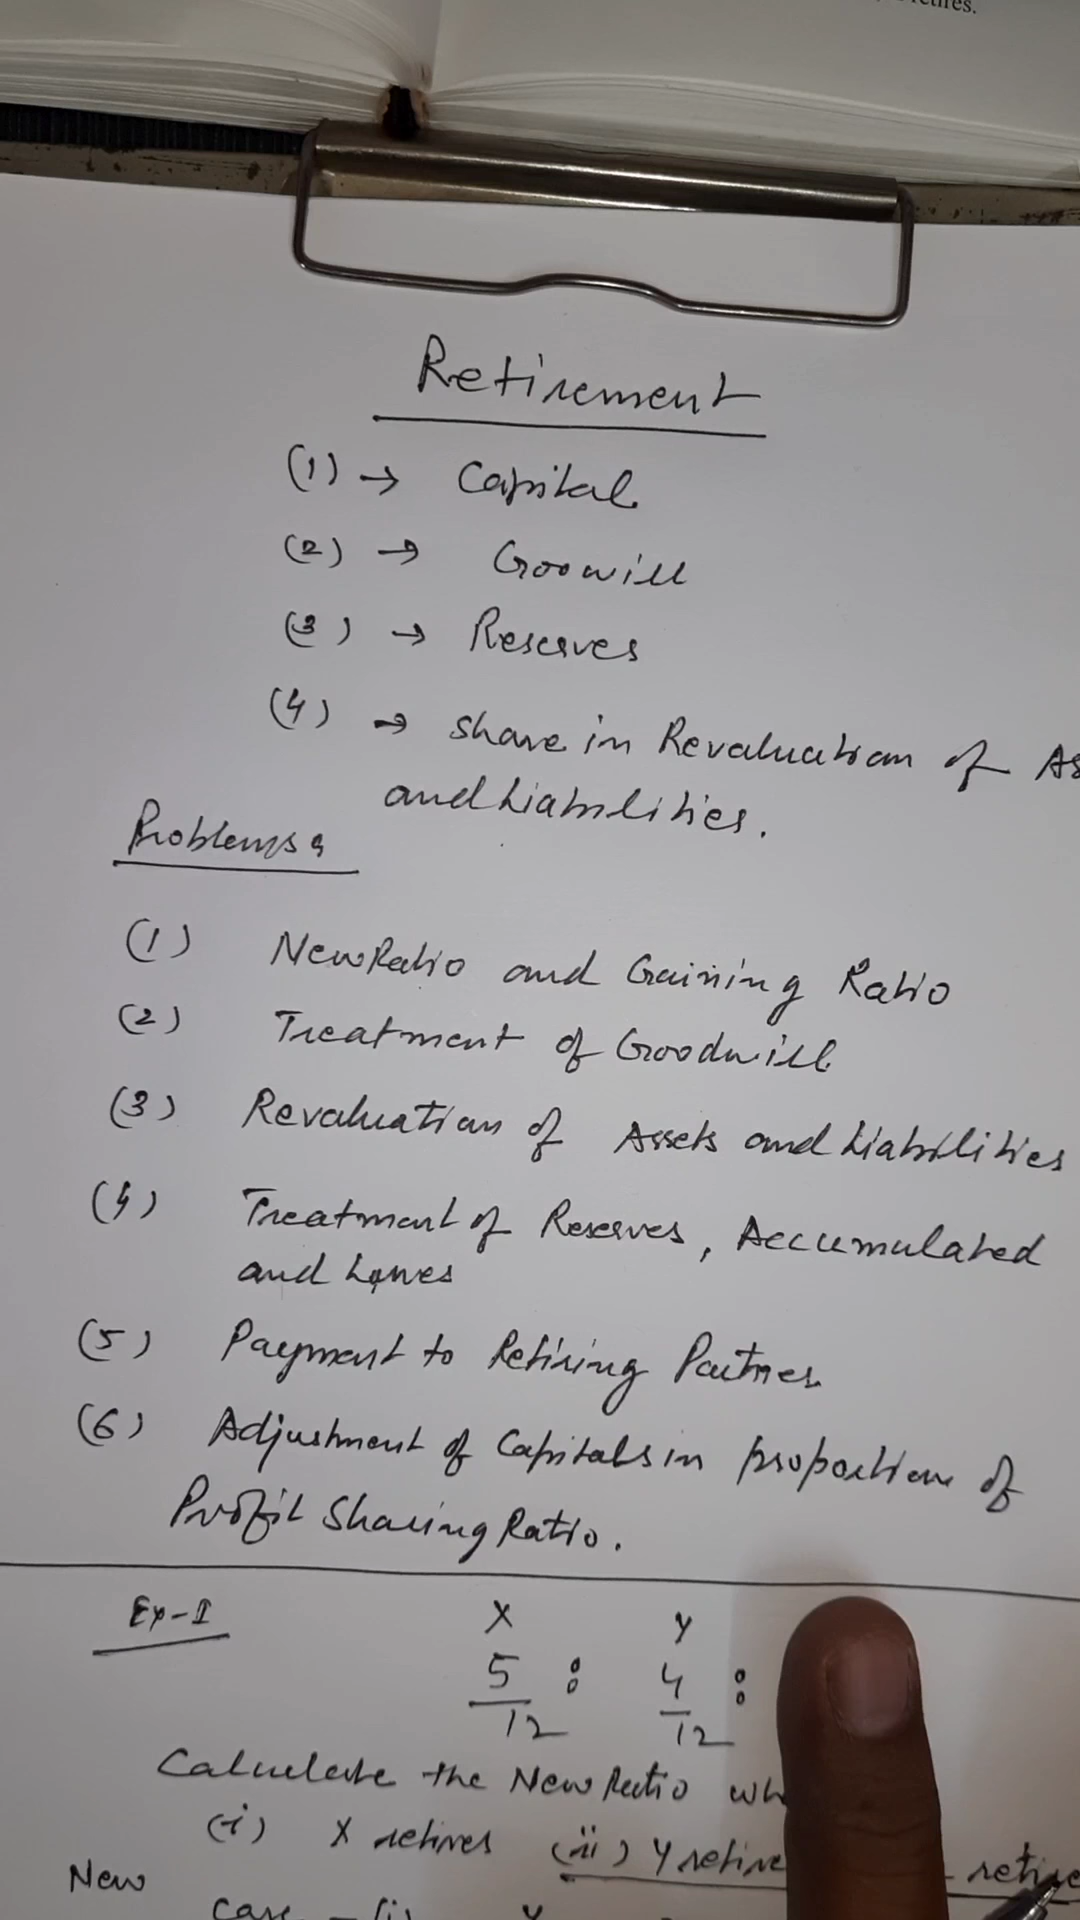 Retirement
(1) → Capital
(2) → Goowill
(3) → Reserves
(4) → Share in Revaluation of As
and Liabilities.
Problems
(1) New Ratio and Gaining Ratio
(2) Treatment of Goodwill
(3) Revaluation of Assets and Liabilities
(4) Treatment of Reserves, Accumulated
and Losses
(5) Payment to Retiring Partner
(6) Adjustment of Capitals in proportion of
Profit Sharing Ratio.
Ex-I X Y
5/12 : 4/12 :
Calculate the New Ratio wh
(i) X retires (ii) Y retire retire
New
Case - (i)